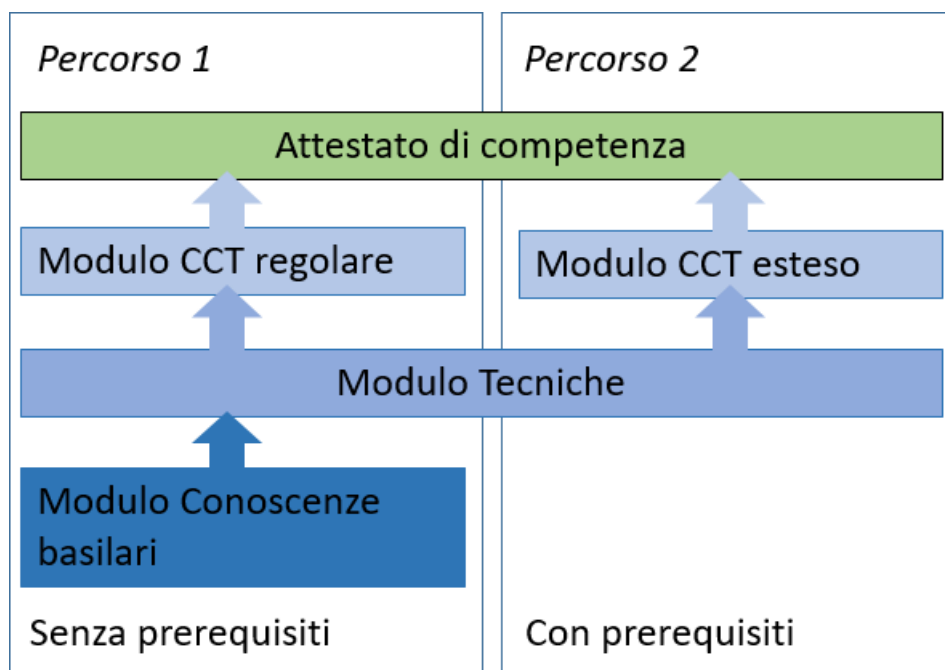 Percorso 1
Percorso 2
Attestato di competenza
Modulo CCT regolare
Modulo CCT esteso
Modulo Tecniche
Modulo Conoscenze
basilari
Senza prerequisiti
Con prerequisiti